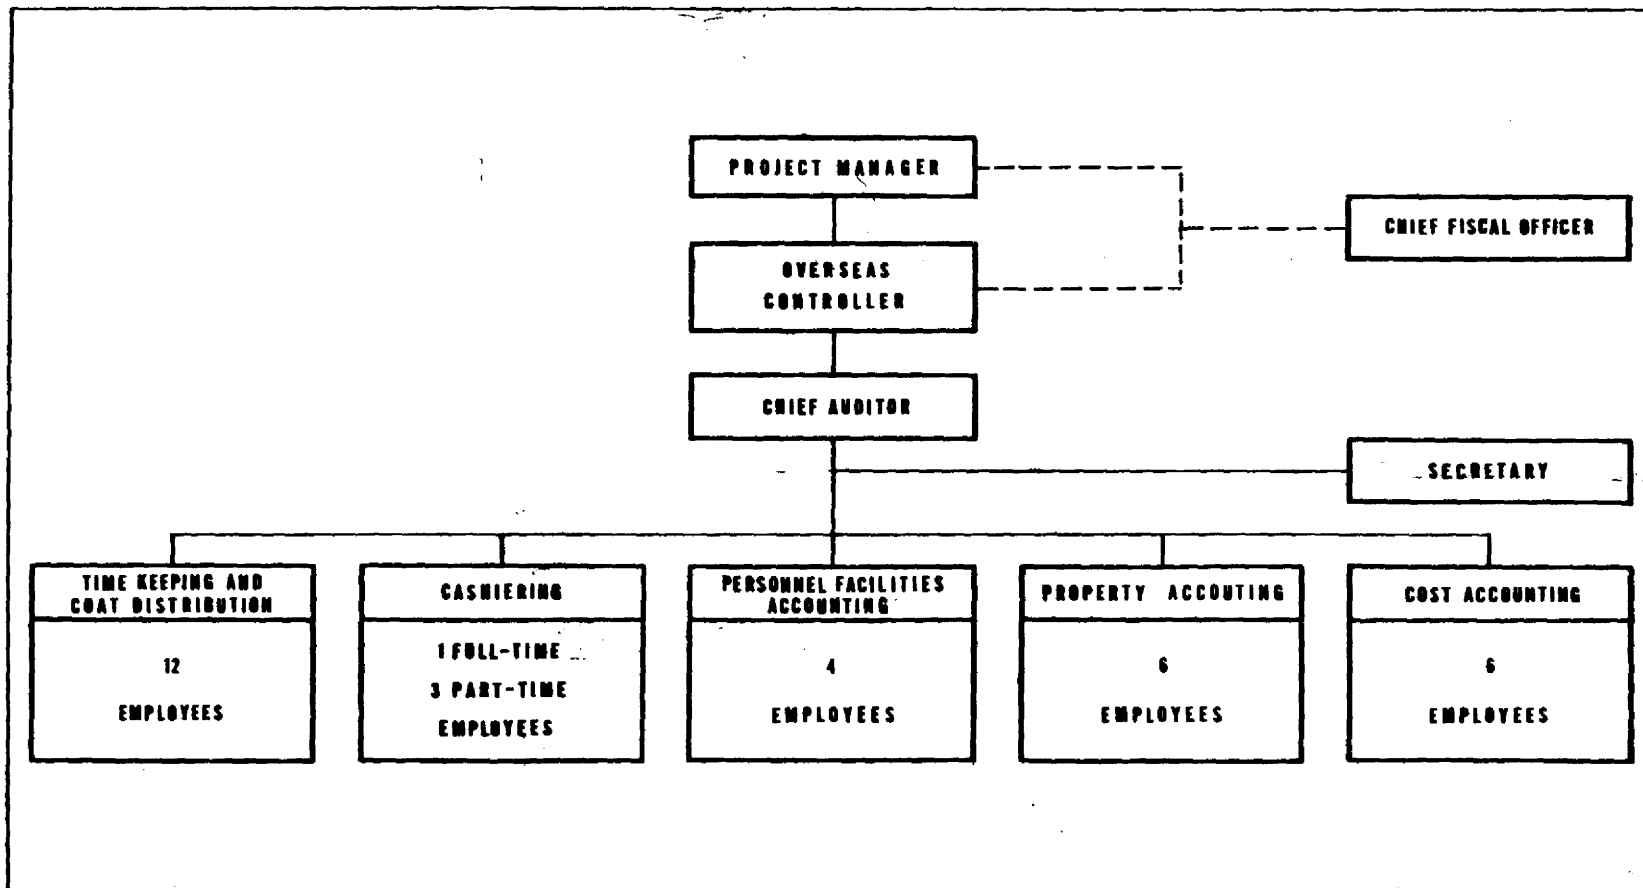 PROJECT MANAGER
CHIEF FISCAL OFFICER
OVERSEAS
CONTROLLER
CHIEF AUDITOR
SECRETARY
TIME KEEPING AND
COAT DISTRIBUTION
12
EMPLOYEES
CASHIERING
1 FULL-TIME
3 PART-TIME
EMPLOYEES
PERSONNEL FACILITIES
ACCOUNTING
4
EMPLOYEES
PROPERTY ACCOUTING
6
EMPLOYEES
COST ACCOUNTING
6
EMPLOYEES